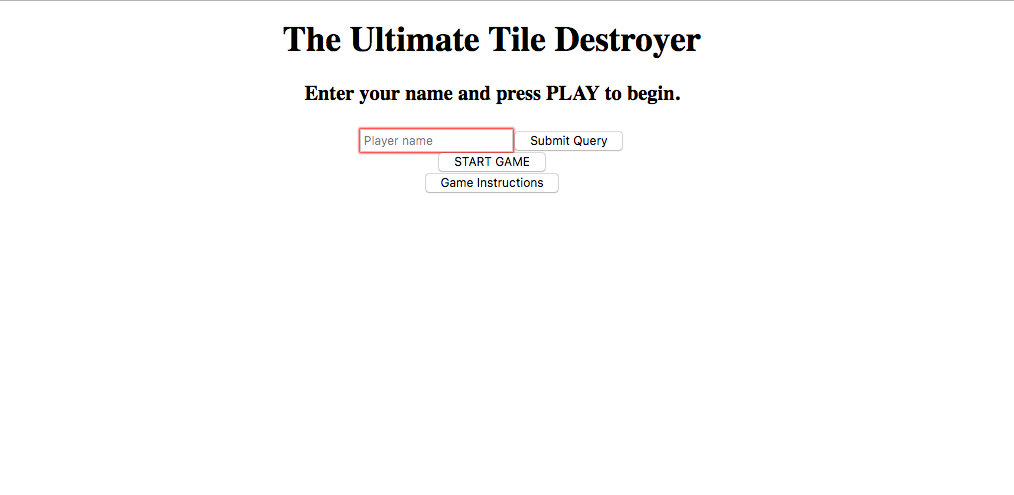 The Ultimate Tile Destroyer
Enter your name and press PLAY to begin.
Player name Submit Query
START GAME
Game Instructions